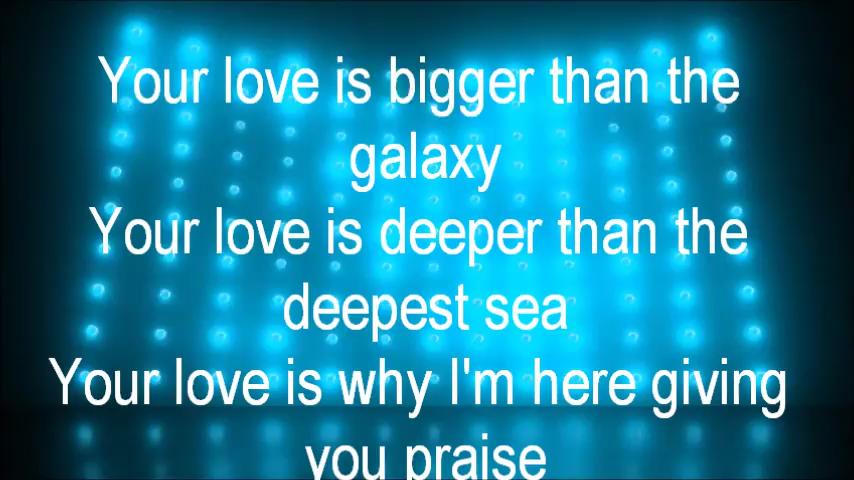 Your love is bigger than the
galaxy
Your love is deeper than the
deepest sea
Your love is why I'm here giving
you praise